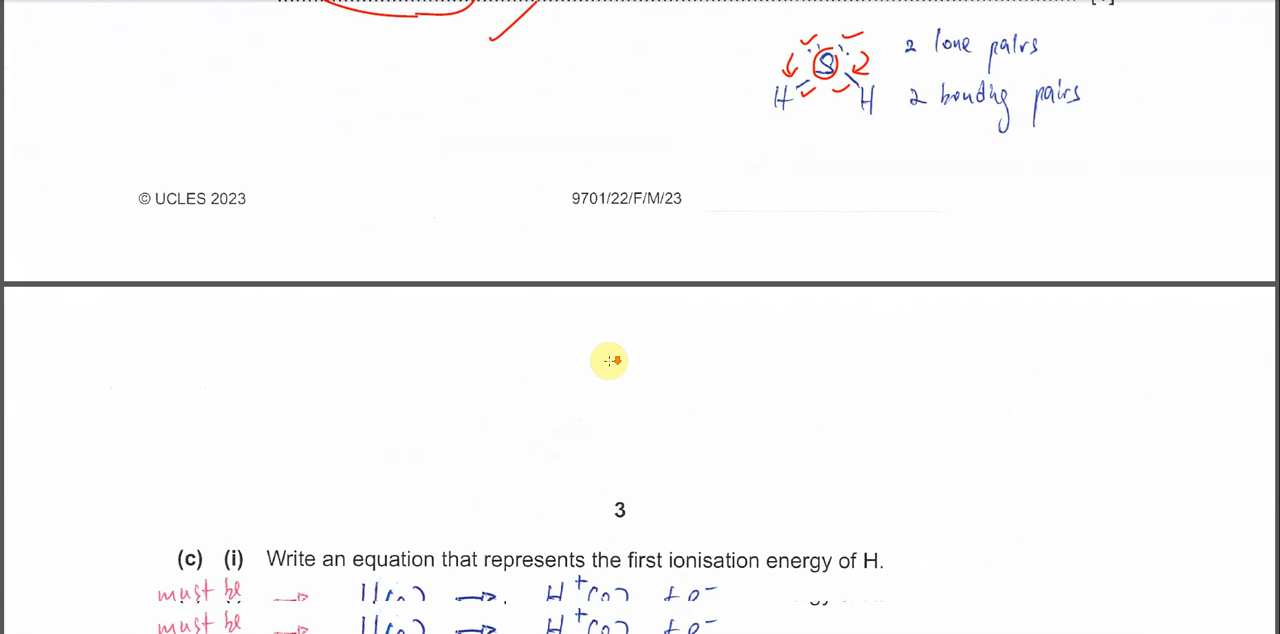 2 lone pairs
S
H H 2 bonding pairs
© UCLES 2023 9701/22/F/M/23
3
(c) (i) Write an equation that represents the first ionisation energy of H.
must be
must be